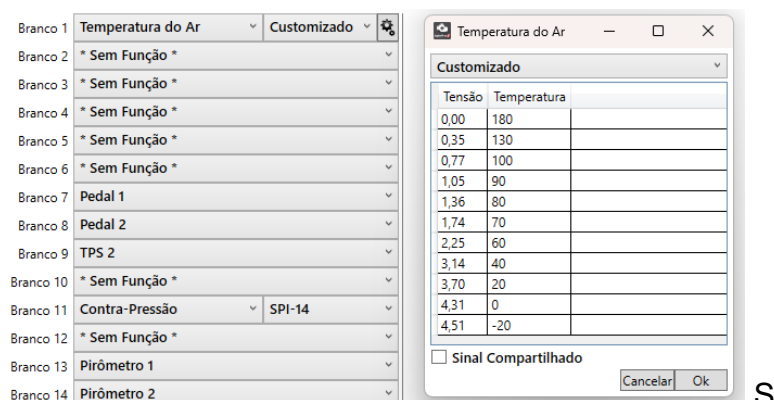 Branco 1 Temperatura do Ar Customizado
Branco 2 * Sem Função *
Branco 3 * Sem Função *
Branco 4 * Sem Função *
Branco 5 * Sem Função *
Branco 6 * Sem Função *
Branco 7 Pedal 1
Branco 8 Pedal 2
Branco 9 TPS 2
Branco 10 * Sem Função *
Branco 11 Contra-Pressão SPI-14
Branco 12 * Sem Função *
Branco 13 Pirômetro 1
Branco 14 Pirômetro 2
Temperatura do Ar
Customizado
Tensão Temperatura
0,00 180
0,35 130
0,77 100
1,05 90
1,36 80
1,74 70
2,25 60
3,14 40
3,70 20
4,31 0
4,51 -20
Sinal Compartilhado
Cancelar Ok
S